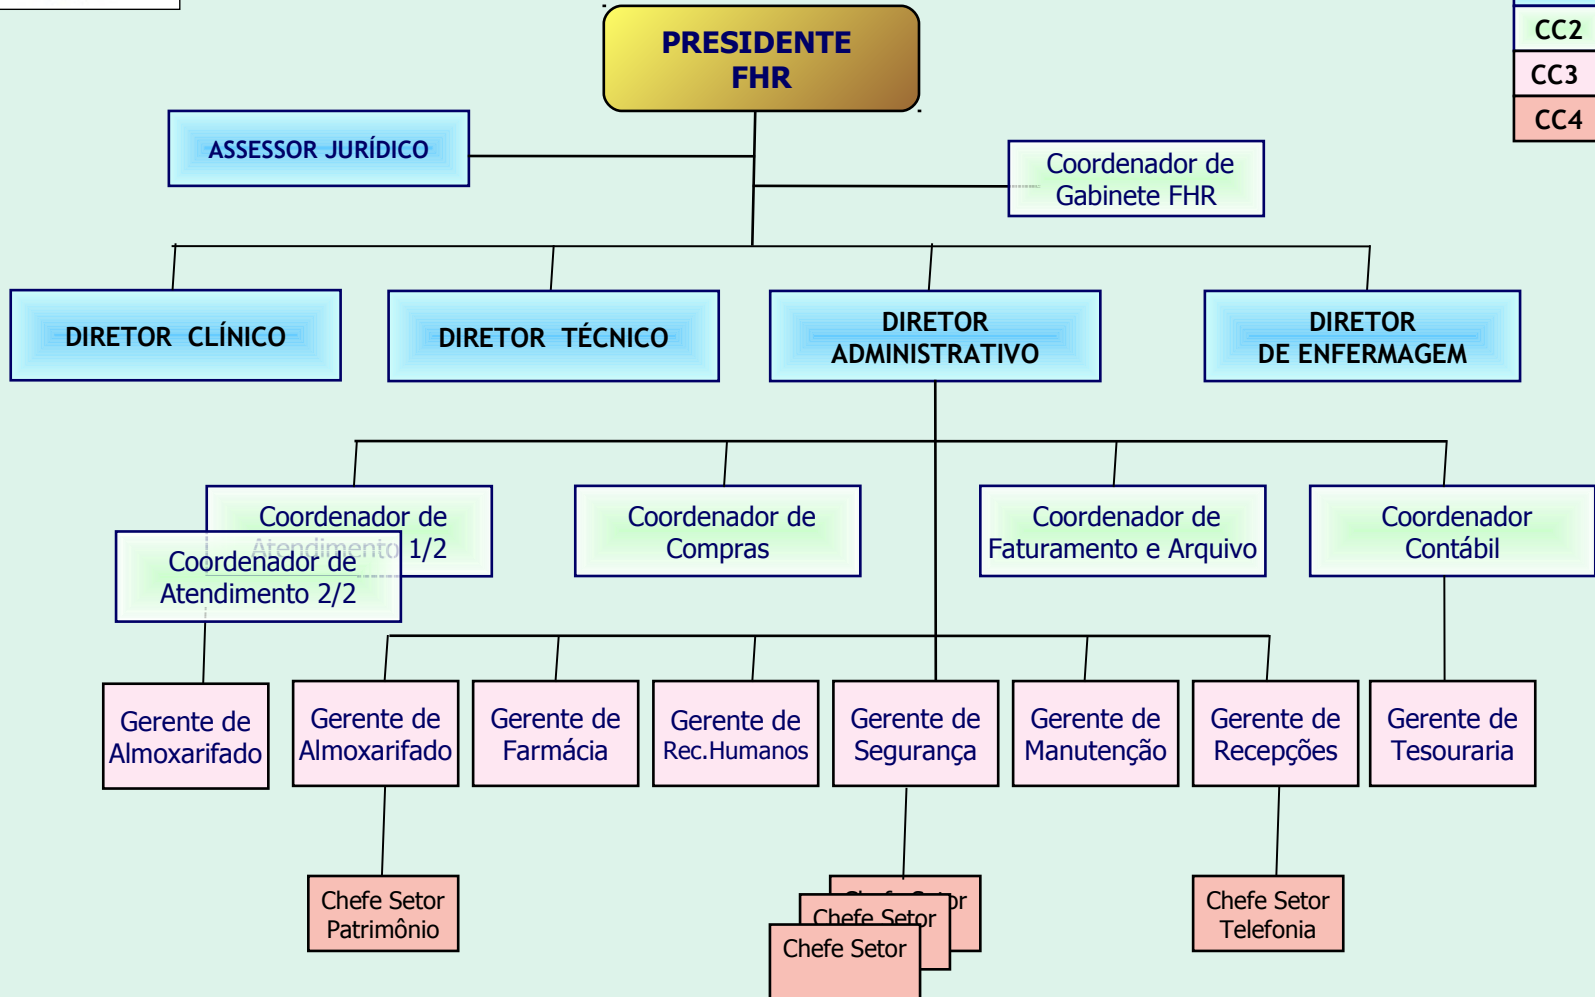 PRESIDENTE
FHR
CC2
CC3
CC4
ASSESSOR JURÍDICO
Coordenador de
Gabinete FHR
DIRETOR CLÍNICO
DIRETOR TÉCNICO
DIRETOR
ADMINISTRATIVO
DIRETOR
DE ENFERMAGEM
Coordenador de
Atendimento 1/2
Coordenador de
Atendimento 2/2
Coordenador de
Compras
Coordenador de
Faturamento e Arquivo
Coordenador
Contábil
Gerente de
Almoxarifado
Gerente de
Almoxarifado
Gerente de
Farmácia
Gerente de
Rec.Humanos
Gerente de
Segurança
Gerente de
Manutenção
Gerente de
Recepções
Gerente de
Tesouraria
Chefe Setor
Patrimônio
Chefe Setor
Chefe Setor
Chefe Setor
Chefe Setor
Telefonia